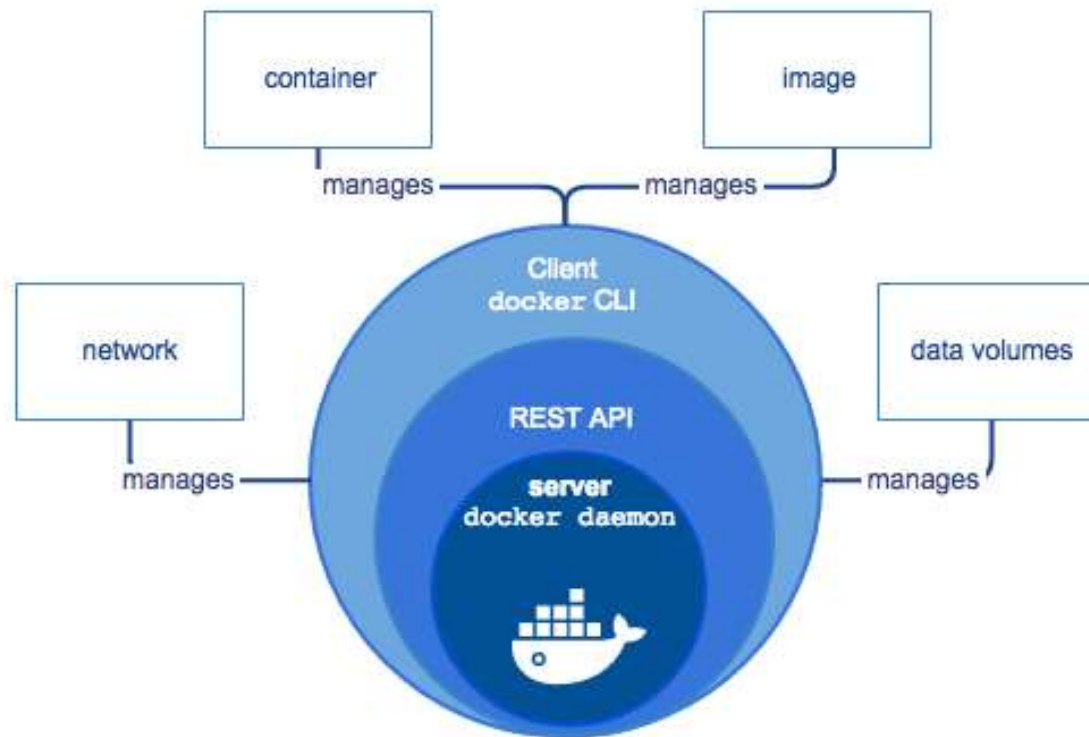 container
image
manages
manages
Client
docker CLI
network
data volumes
REST API
manages
server
manages
docker daemon